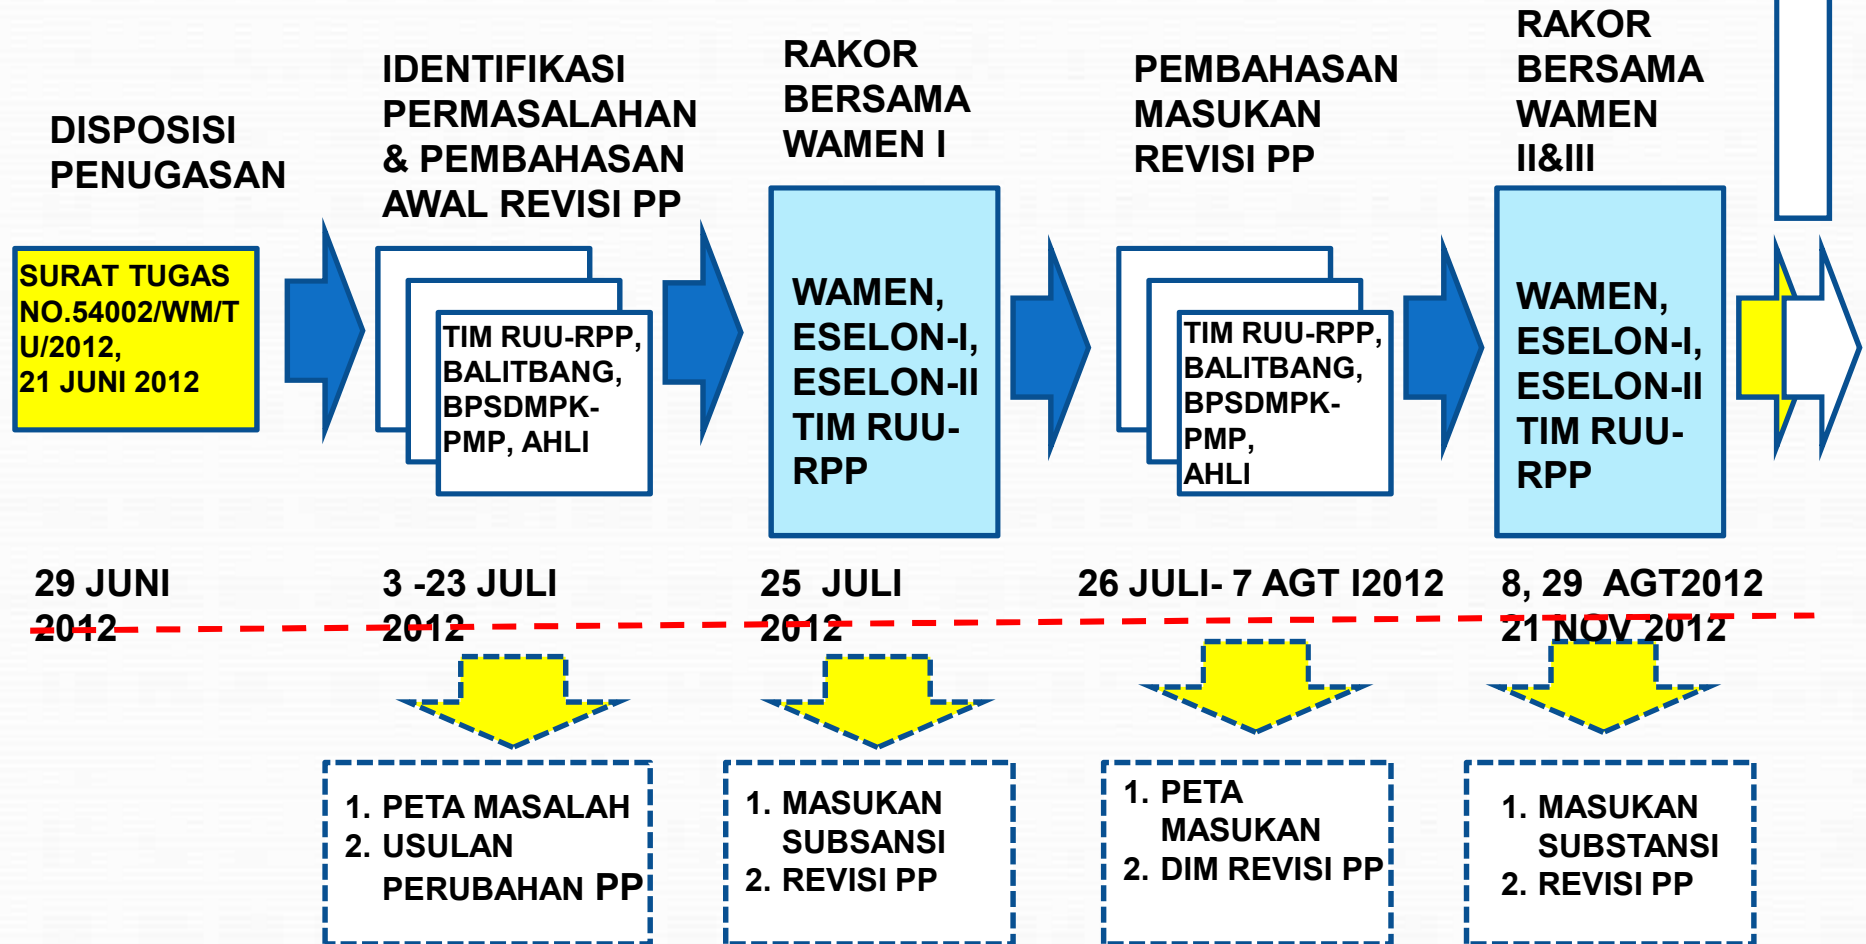 DISPOSISI
PENUGASAN
IDENTIFIKASI
PERMASALAHAN
& PEMBAHASAN
AWAL REVISI PP
RAKOR
BERSAMA
WAMEN I
PEMBAHASAN
MASUKAN
REVISI PP
RAKOR
BERSAMA
WAMEN
II&III
SURAT TUGAS
NO.54002/WM/T
U/2012,
21 JUNI 2012
TIM RUU-RPP,
BALITBANG,
BPSDMPK-
PMP, AHLI
WAMEN,
ESELON-I,
ESELON-II
TIM RUU-
RPP
TIM RUU-RPP,
BALITBANG,
BPSDMPK-
PMP,
AHLI
WAMEN,
ESELON-I,
ESELON-II
TIM RUU-
RPP
29 JUNI
2012
3 -23 JULI
2012
25 JULI
2012
26 JULI- 7 AGT I2012
8, 29 AGT2012
21 NOV 2012
1. PETA MASALAH
2. USULAN
PERUBAHAN PP
1. MASUKAN
SUBSANSI
2. REVISI PP
1. PETA
MASUKAN
2. DIM REVISI PP
1. MASUKAN
SUBSTANSI
2. REVISI PP